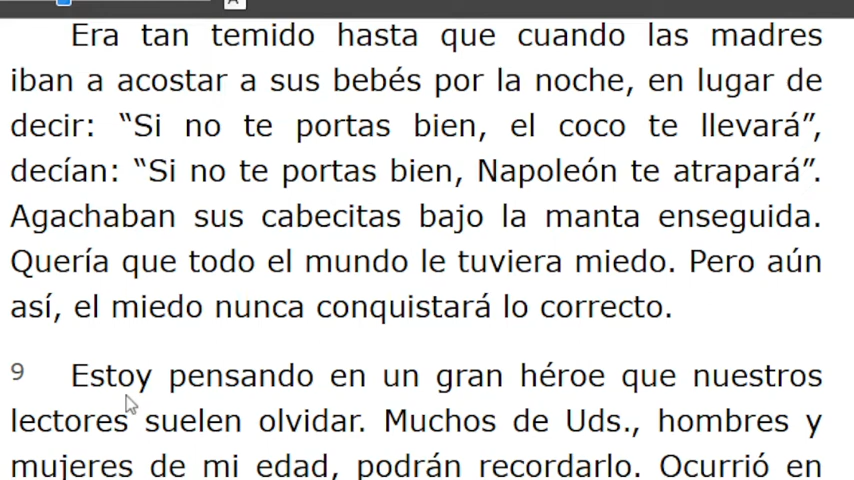 Era tan temido hasta que cuando las madres
iban a acostar a sus bebés por la noche, en lugar de
decir: “Si no te portas bien, el coco te llevará”,
decían: “Si no te portas bien, Napoleón te atrapará”.
Agachaban sus cabecitas bajo la manta enseguida.
Quería que todo el mundo le tuviera miedo. Pero aún
así, el miedo nunca conquistará lo correcto.
9 Estoy pensando en un gran héroe que nuestros
lectores suelen olvidar. Muchos de Uds., hombres y
mujeres de mi edad, podrán recordarlo. Ocurrió en